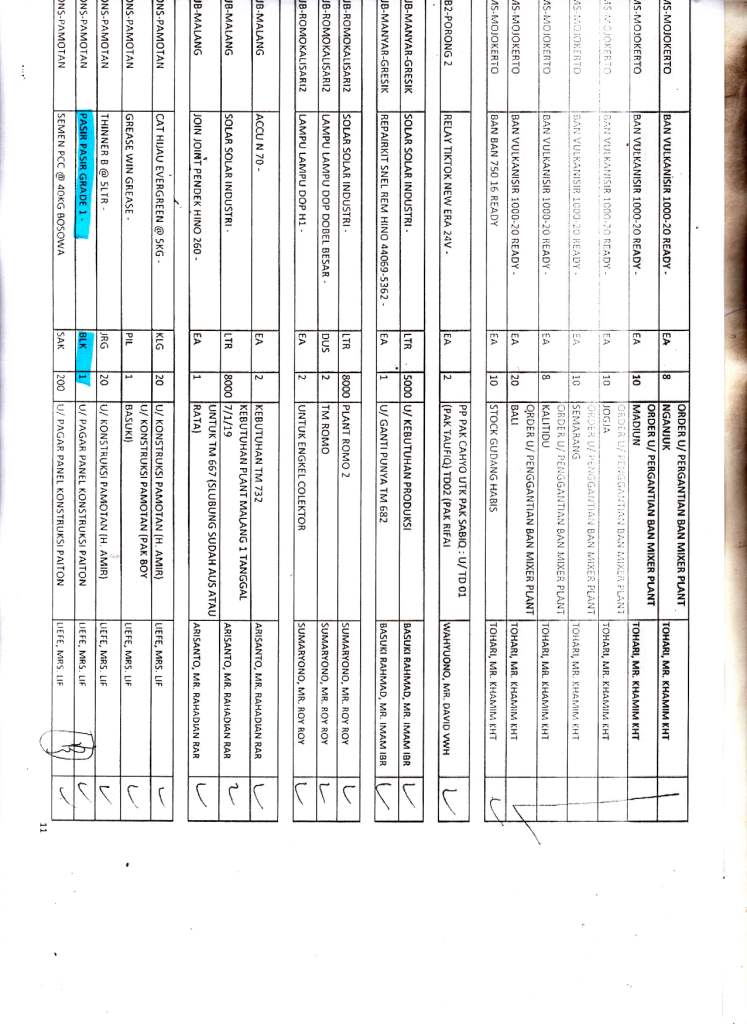 MS-MOJOKERTO BAN VULKANISIR 1000-20 READY - EA 8 ORDER U/ PERGANTIAN BAN MIXER PLANT NGANJUK TOHARI, MR. KHAMIM KHT
MS-MOJOKERTO BAN VULKANISIR 1000-20 READY - EA 10 ORDER U/ PERGANTIAN BAN MIXER PLANT MADIUN TOHARI, MR. KHAMIM KHT
MS-MOJOKERTO BAN VULKANISIR 1000-20 READY - EA 10 ORDER U/ PENGGANTIAN BAN MIXER PLANT JOGJA TOHARI, MR. KHAMIM KHT
MS-MOJOKERTO BAN VULKANISIR 1000-20 READY - EA 10 ORDER U/ PENGGANTIAN BAN MIXER PLANT SEMARANG TOHARI, MR. KHAMIM KHT
MS-MOJOKERTO BAN VULKANISIR 1000-20 READY - EA 8 ORDER U/ PENGGANTIAN BAN MIXER PLANT KALITIDU TOHARI, MR. KHAMIM KHT
MS-MOJOKERTO BAN VULKANISIR 1000-20 READY - EA 20 ORDER U/ PENGGANTIAN BAN MIXER PLANT BALI TOHARI, MR. KHAMIM KHT
MS-MOJOKERTO BAN BAN 750 16 READY EA 10 STOCK GUDANG HABIS TOHARI, MR. KHAMIM KHT
B2-PORONG 2 RELAY TIKTOK NEW ERA 24V - EA 2 PP PAK CAHYO UTK PAK SABIQ : U/ TD 01 (PAK TAUFIQ) TD02 (PAK RIFAI WAHYUONO, MR. DAVID VWH
UB-MANYAR-GRESIK SOLAR SOLAR INDUSTRI - LTR 5000 U/ KEBUTUHAN PRODUKSI BASUKI RAHMAD, MR. IMAM IBR
UB-MANYAR-GRESIK REPAIRKIT SNEL REM HINO 44069-5362 - EA 1 U/ GANTI PUNYA TM 682 BASUKI RAHMAD, MR. IMAM IBR
UB-ROMOKALISARI2 SOLAR SOLAR INDUSTRI - LTR 8000 PLANT ROMO 2 SUMARYONO, MR. ROY ROY
UB-ROMOKALISARI2 LAMPU LAMPU DOP DOBEL BESAR - DUS 2 TM ROMO SUMARYONO, MR. ROY ROY
UB-ROMOKALISARI2 LAMPU LAMPU DOP H1 - EA 2 UNTUK ENGKEL COLEKTOR SUMARYONO, MR. ROY ROY
UB-MALANG ACCU N 70 - EA 2 KEBUTUHAN TM 732 ARISANTO, MR. RAHADIAN RAR
UB-MALANG SOLAR SOLAR INDUSTRI - LTR 8000 KEBUTUHAN PLANT MALANG 1 TANGGAL 7/1/19 ARISANTO, MR. RAHADIAN RAR
UB-MALANG JOIN JOINT PENDEK HINO 260 - EA 1 UNTUK TM 667 (SLUBUNG SUDAH AUS ATAU RATA) ARISANTO, MR. RAHADIAN RAR
ONS-PAMOTAN CAT HIJAU EVERGREEN @ 5KG - KLG 20 U/ KONSTRUKSI PAMOTAN (H. AMIR) LIEFE, MRS. LIF
ONS-PAMOTAN GREASE WIN GREASE - PIL 1 U/ KONSTRUKSI PAMOTAN (PAK BOY BASUKI) LIEFE, MRS. LIF
ONS-PAMOTAN THINNER B @ 5LTR - JRG 20 U/ KONSTRUKSI PAMOTAN (H. AMIR) LIEFE, MRS. LIF
ONS-PAMOTAN PASIR PASIR GRADE 1 - BLK 1 U/ PAGAR PANEL KONSTRUKSI PAITON LIEFE, MRS. LIF
ONS-PAMOTAN SEMEN PCC @ 40KG BOSOWA SAK 200 U/ PAGAR PANEL KONSTRUKSI PAITON LIEFE, MRS. LIF
11